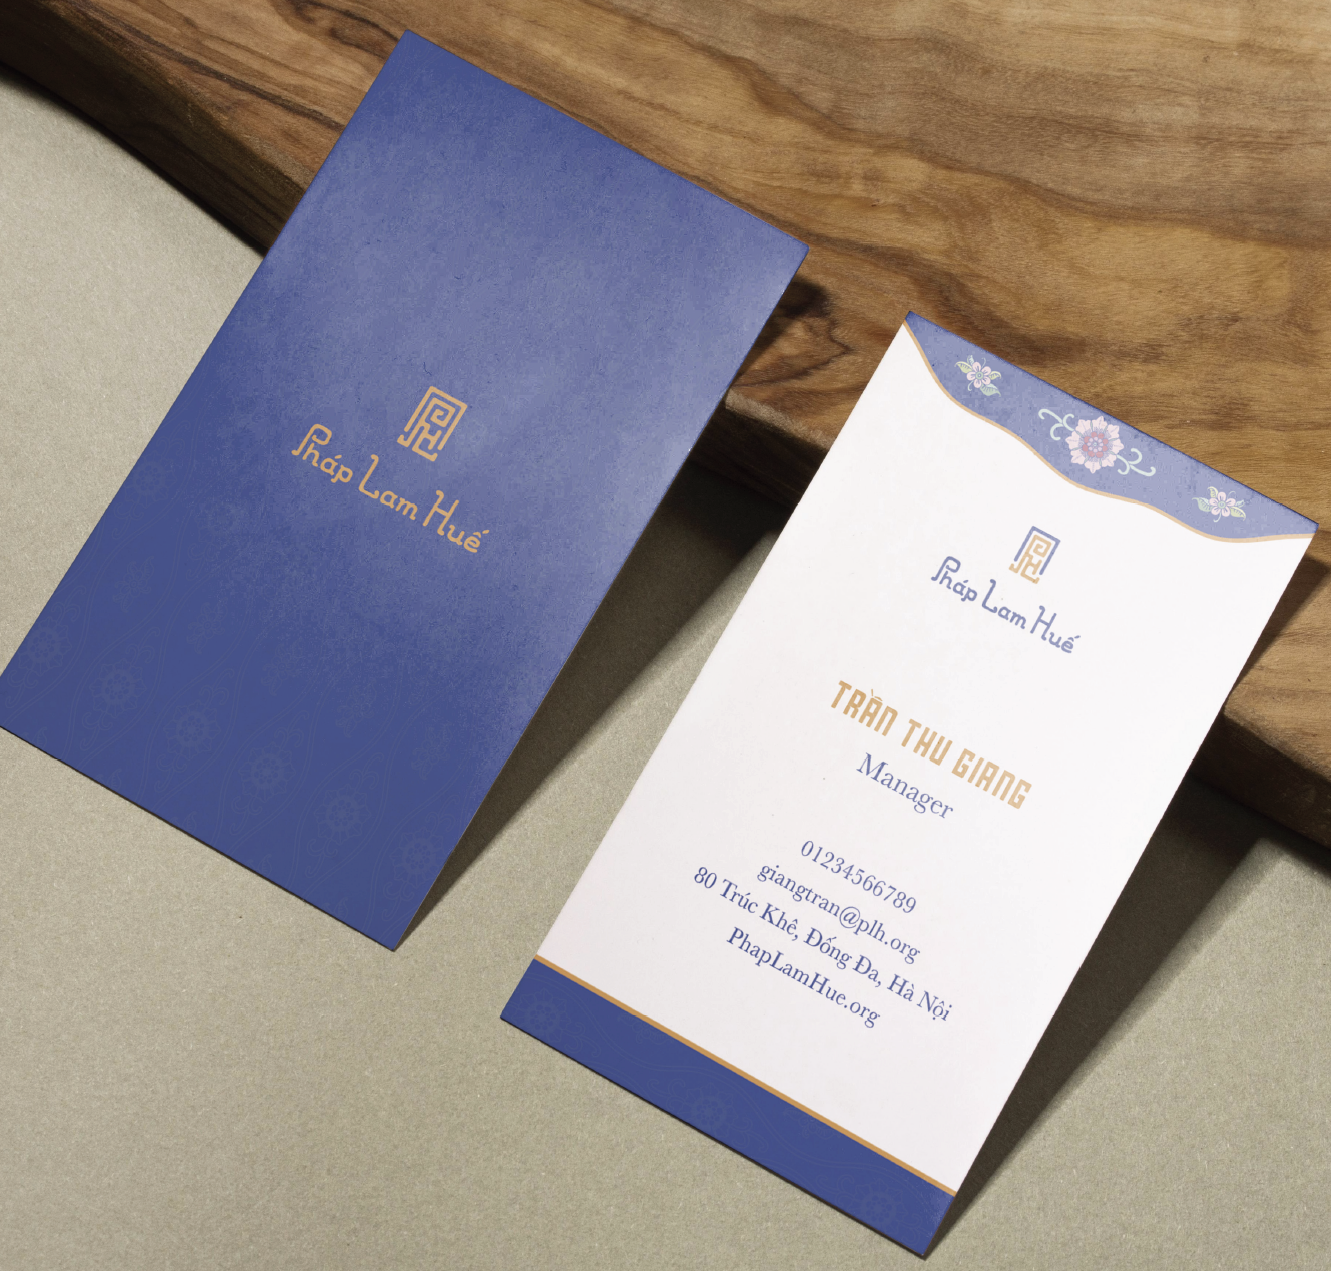 Pháp Lam Huế
Pháp Lam Huế
TRẦN THU GIANG
Manager
01234566789
giangtran@plh.org
80 Trúc Khê, Đống Đa, Hà Nội
PhapLamHue.org